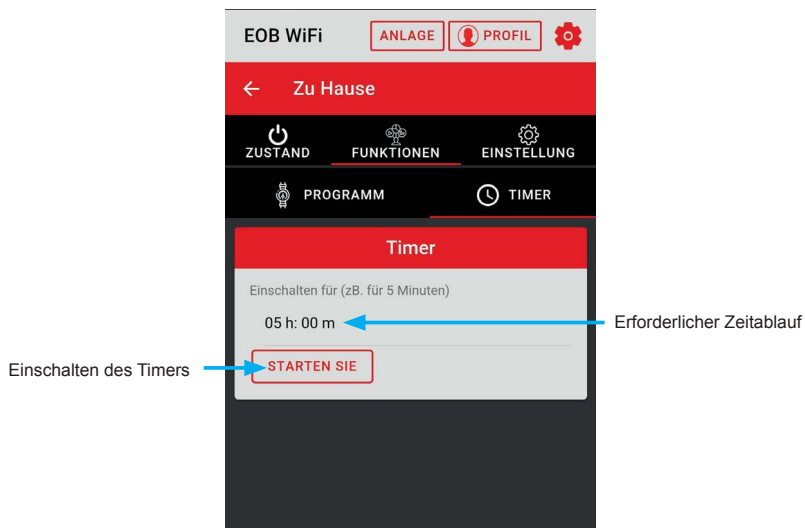 EOB WiFi
ANLAGE
PROFIL
Zu Hause
ZUSTAND
FUNKTIONEN
EINSTELLUNG
PROGRAMM
TIMER
Timer
Einschalten für (zB. für 5 Minuten)
05 h: 00 m
Erforderlicher Zeitablauf
Einschalten des Timers
STARTEN SIE